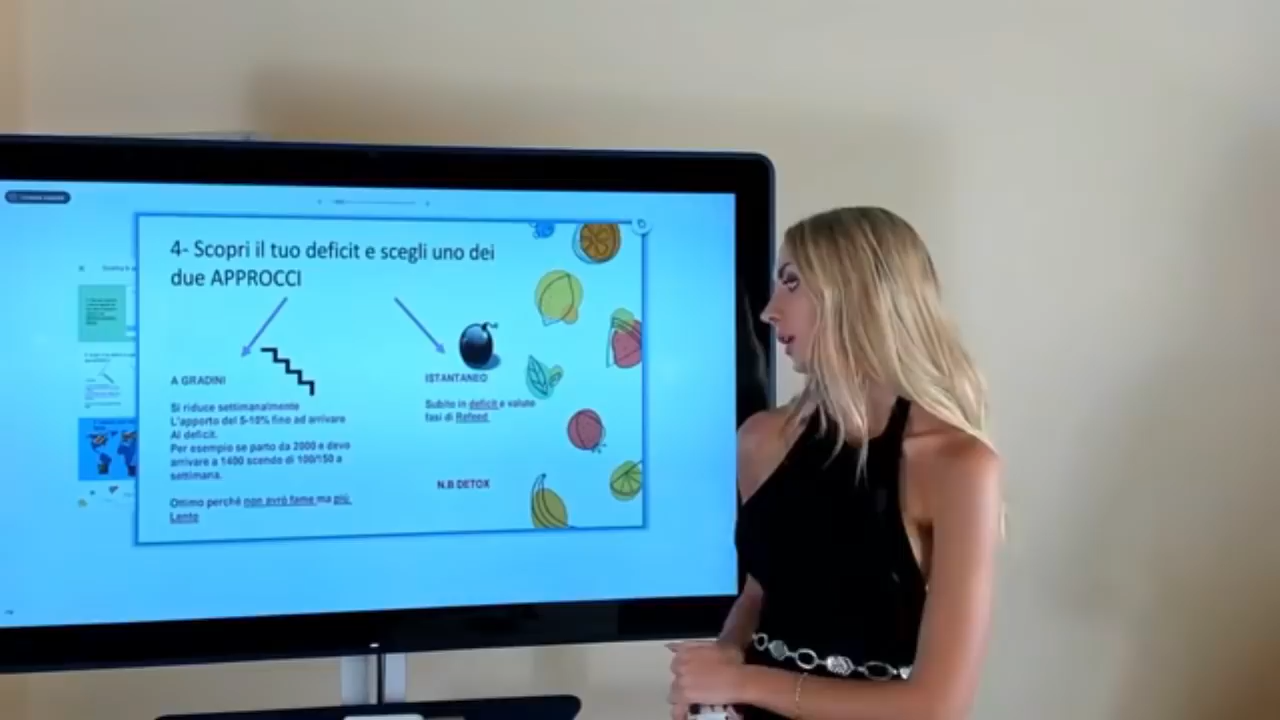 4- Scopri il tuo deficit e scegli uno dei
due APPROCCI
A GRADINI
Si riduce settimanalmente
L'apporto del 5-10% fino ad arrivare
Al deficit.
Per esempio se parto da 2000 e devo
arrivare a 1400 scendo di 100/150 a
settimana.
Ottimo perché non avrò fame ma più
Lento
ISTANTANEO
Subito in deficit e valuto
fasi di Refeed
N.B DETOX